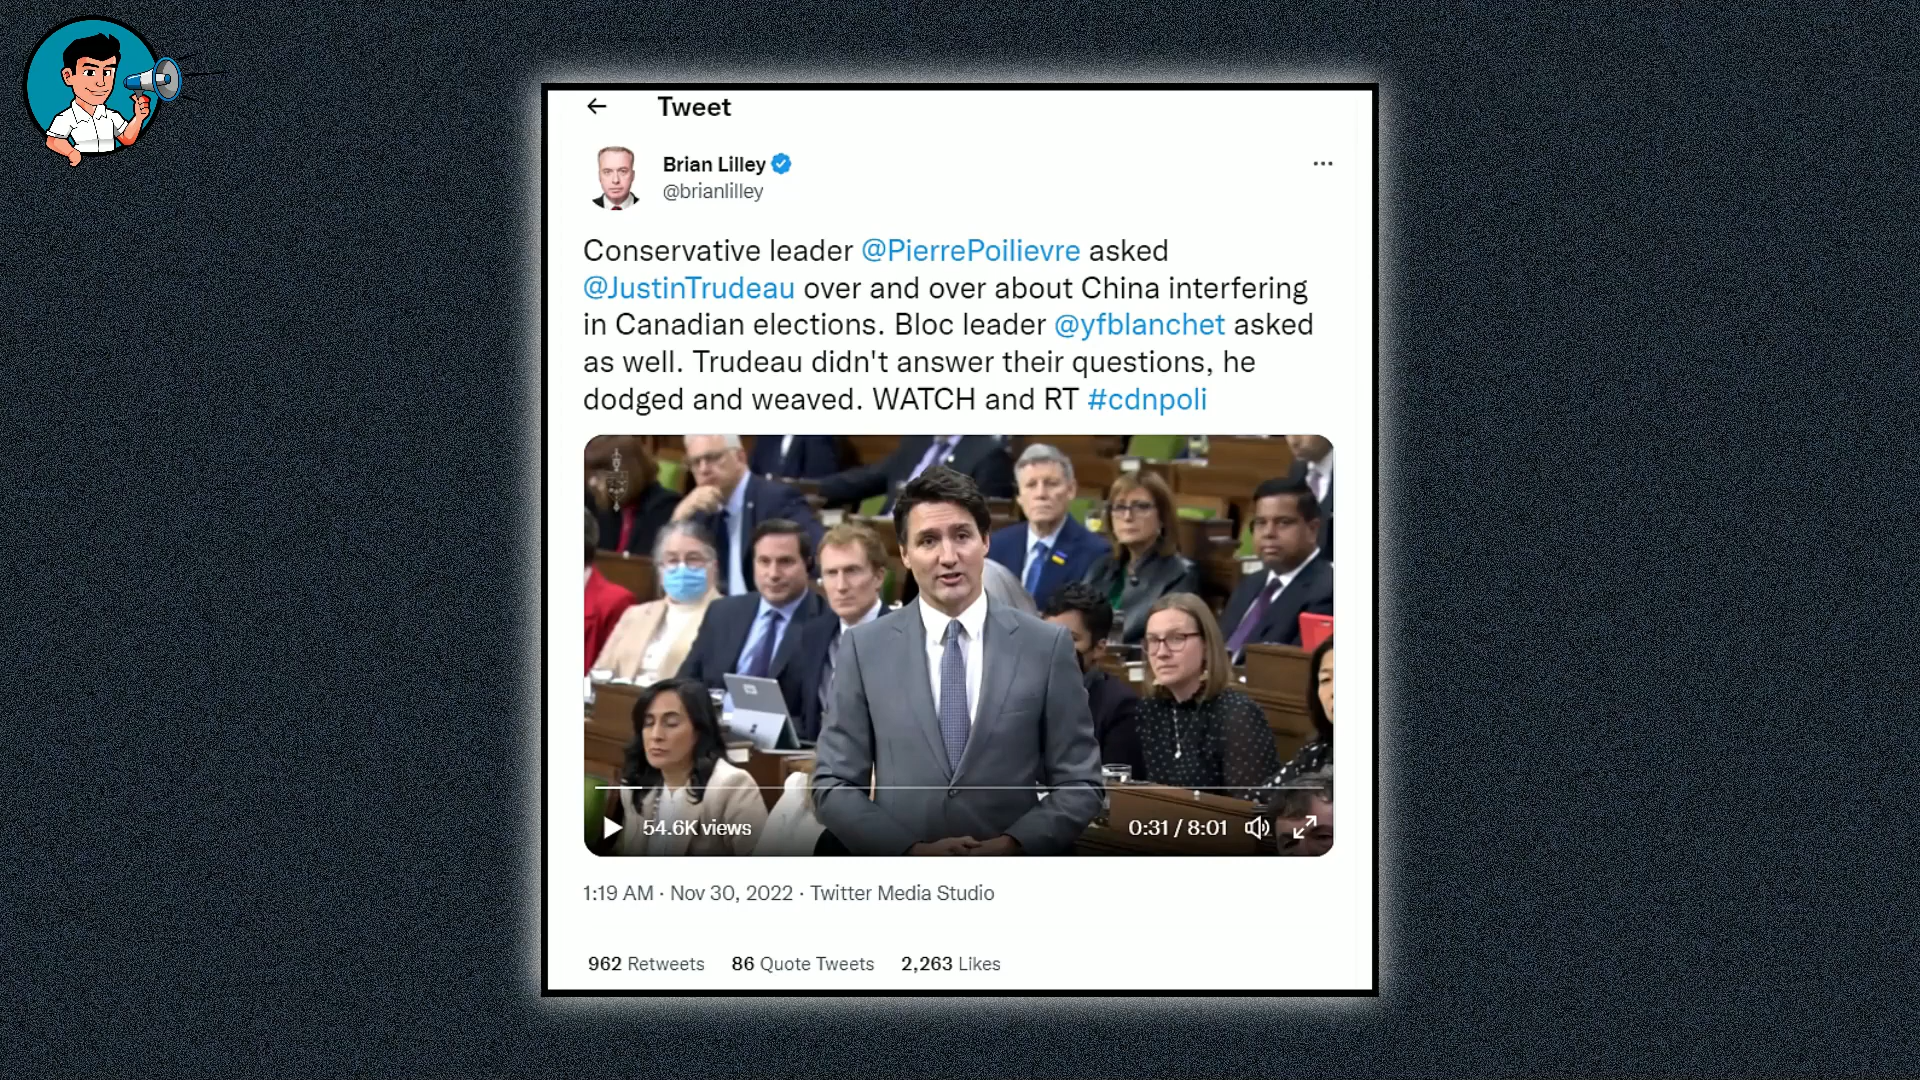 Tweet
Brian Lilley
@brianlilley
Conservative leader @PierrePoilievre asked
@JustinTrudeau over and over about China interfering
in Canadian elections. Bloc leader @yfblanchet asked
as well. Trudeau didn't answer their questions, he
dodged and weaved. WATCH and RT #cdnpoli
54.6K views
0:31 / 8:01
1:19 AM · Nov 30, 2022 · Twitter Media Studio
962 Retweets 86 Quote Tweets 2,263 Likes